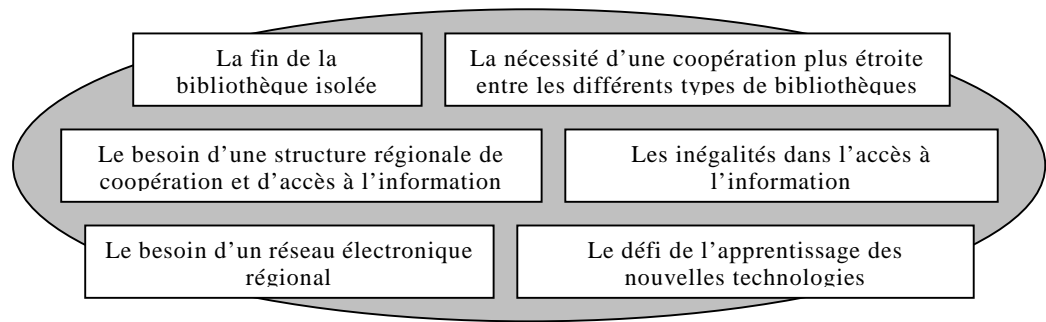 La fin de la
bibliothèque isolée
La nécessité d’une coopération plus étroite
entre les différents types de bibliothèques
Le besoin d’une structure régionale de
coopération et d’accès à l’information
Les inégalités dans l’accès à
l’information
Le besoin d’un réseau électronique
régional
Le défi de l’apprentissage des
nouvelles technologies